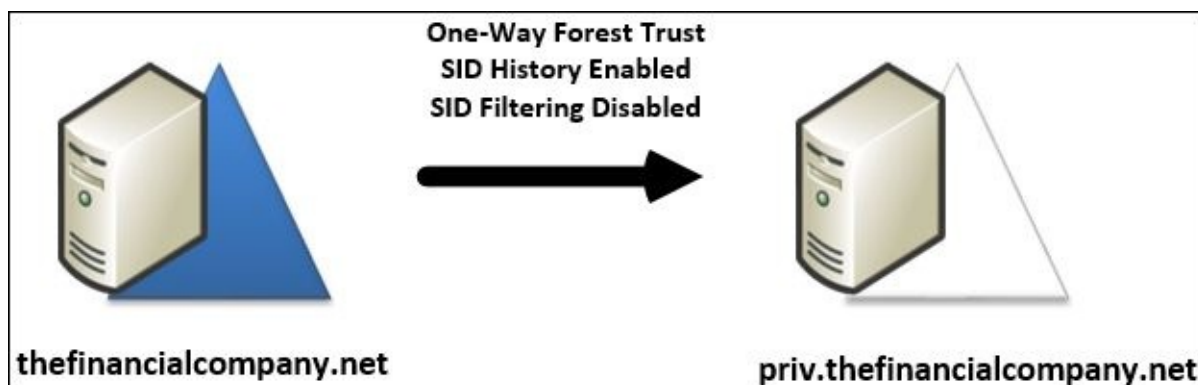 One-Way Forest Trust
SID History Enabled
SID Filtering Disabled
thefinancialcompany.net
priv.thefinancialcompany.net